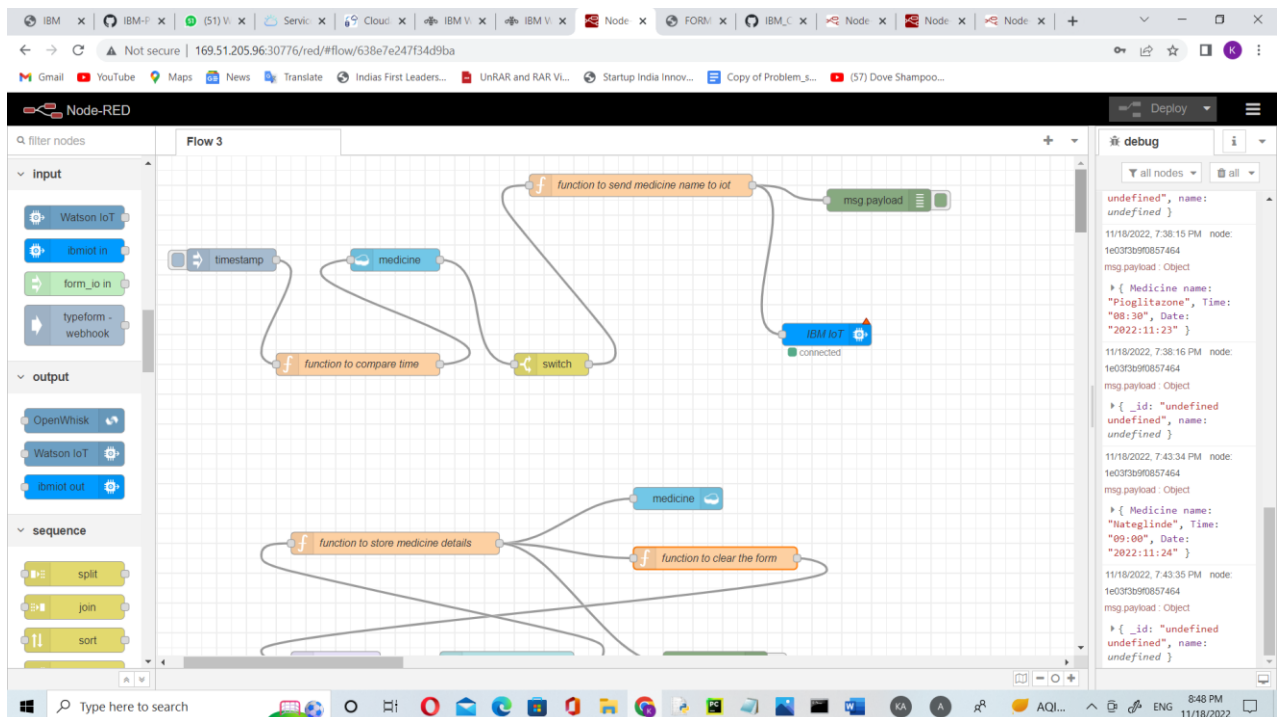 IBM
IBM-P
(51) W
Servic
Cloud
IBM W
IBM W
Node-
FORM
IBM_C
Node
Node-
Node
Not secure | 169.51.205.96:30776/red/#flow/638e7e247f34d9ba
K
Gmail
YouTube
Maps
News
Translate
Indias First Leaders...
UnRAR and RAR Vi...
Startup India Innov...
Copy of Problem_s...
(57) Dove Shampoo...
Node-RED
Deploy
filter nodes
Flow 3
debug
i
all nodes
all
input
Watson IoT
ibmiot in
form_io in
typeform -
webhook
output
OpenWhisk
Watson IoT
ibmiot out
sequence
split
join
sort
function to send medicine name to iot
msg.payload
timestamp
medicine
IBM IoT
connected
function to compare time
switch
medicine
function to store medicine details
function to clear the form
undefined", name:
undefined }
11/18/2022, 7:38:15 PM node:
1e03f3b9f0857464
msg.payload : Object
{ Medicine name:
"Pioglitazone", Time:
"08:30", Date:
"2022:11:23" }
11/18/2022, 7:38:16 PM node:
1e03f3b9f0857464
msg.payload : Object
{ _id: "undefined
undefined", name:
undefined }
11/18/2022, 7:43:34 PM node:
1e03f3b9f0857464
msg.payload : Object
{ Medicine name:
"Nateglinde", Time:
"09:00", Date:
"2022:11:24" }
11/18/2022, 7:43:35 PM node:
1e03f3b9f0857464
msg.payload : Object
{ _id: "undefined
undefined", name:
undefined }
Type here to search
KA
A
AQI...
ENG
8:48 PM
11/18/2022